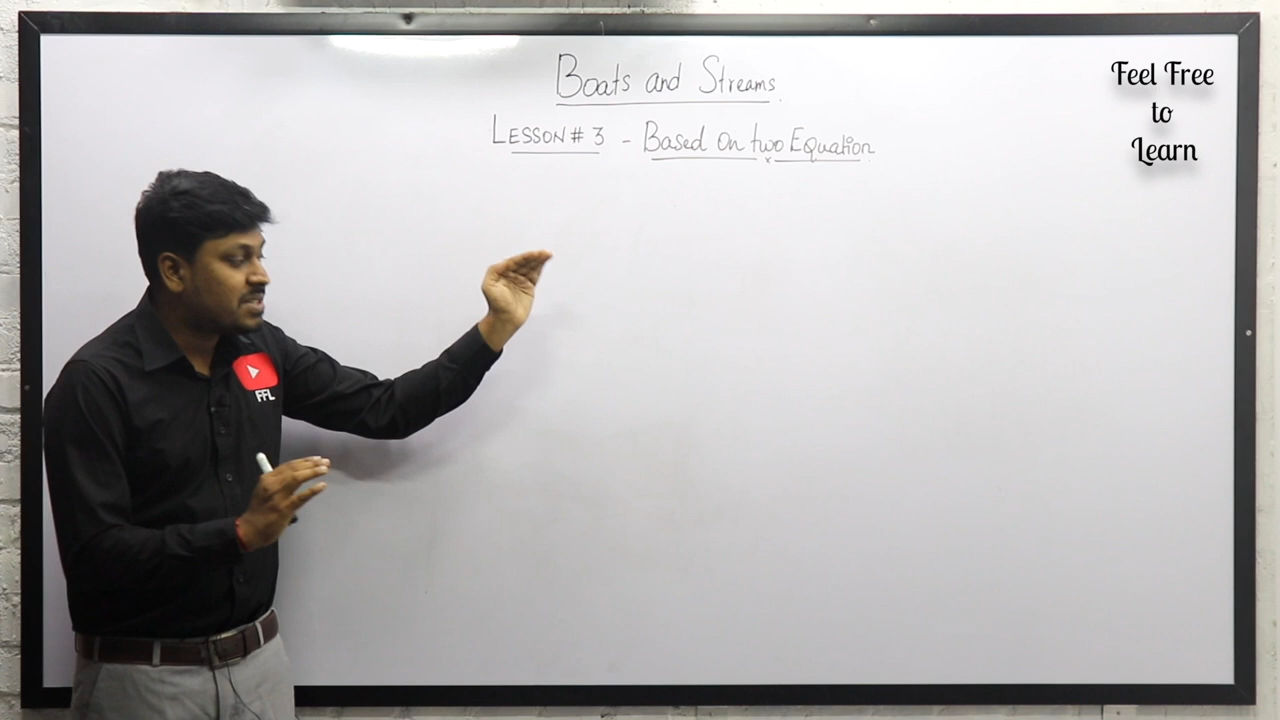 Boats and Streams
LESSON # 3 - Based on two Equation
Feel Free
to
Learn
FFL